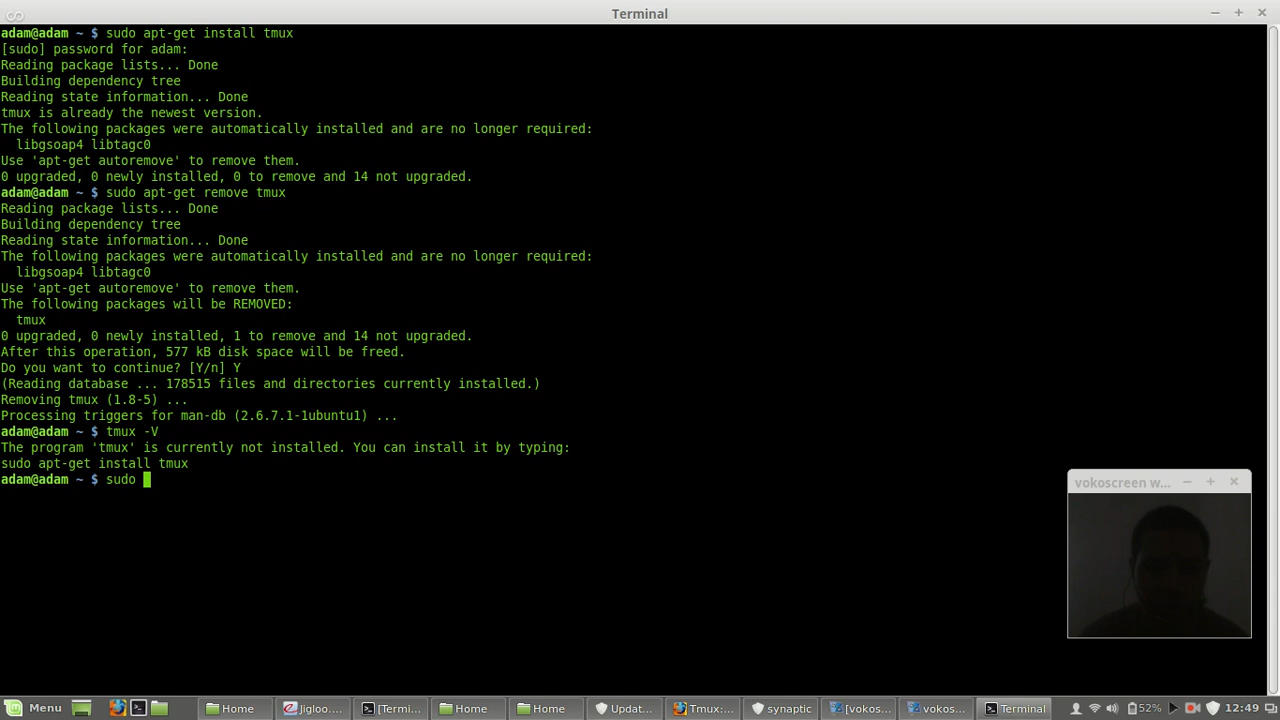 Terminal
adam@adam ~ $ sudo apt-get install tmux
[sudo] password for adam:
Reading package lists... Done
Building dependency tree
Reading state information... Done
tmux is already the newest version.
The following packages were automatically installed and are no longer required:
  libgsoap4 libtagc0
Use 'apt-get autoremove' to remove them.
0 upgraded, 0 newly installed, 0 to remove and 14 not upgraded.
adam@adam ~ $ sudo apt-get remove tmux
Reading package lists... Done
Building dependency tree
Reading state information... Done
The following packages were automatically installed and are no longer required:
  libgsoap4 libtagc0
Use 'apt-get autoremove' to remove them.
The following packages will be REMOVED:
  tmux
0 upgraded, 0 newly installed, 1 to remove and 14 not upgraded.
After this operation, 577 kB disk space will be freed.
Do you want to continue? [Y/n] Y
(Reading database ... 178515 files and directories currently installed.)
Removing tmux (1.8-5) ...
Processing triggers for man-db (2.6.7.1-1ubuntu1) ...
adam@adam ~ $ tmux -V
The program 'tmux' is currently not installed. You can install it by typing:
sudo apt-get install tmux
adam@adam ~ $ sudo
vokoscreen w...
Menu Home Jigloo.... [Termi... Home Home Updat... Tmux:... synaptic [vokos... vokos... Terminal 52% 12:49